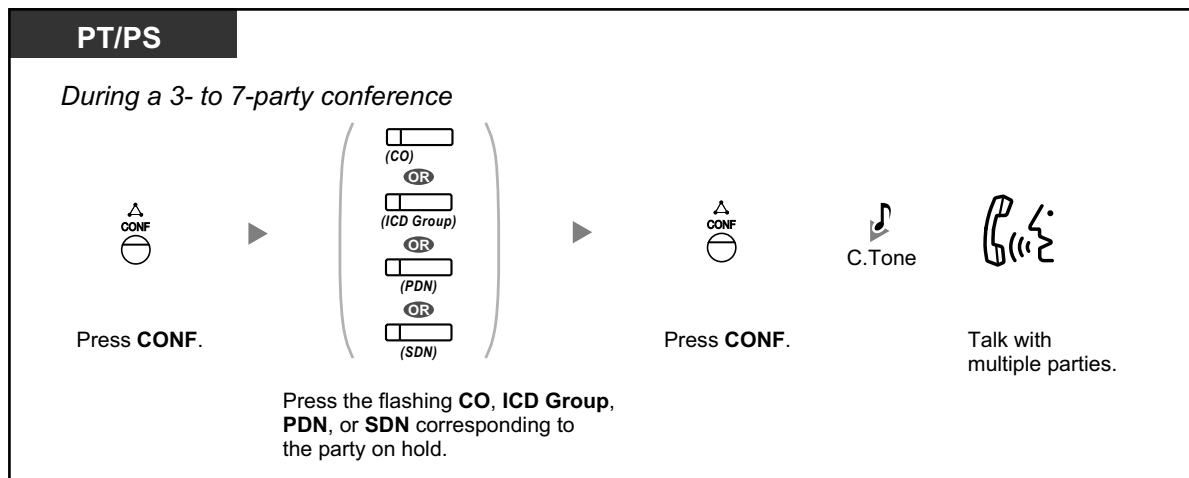 PT/PS
During a 3- to 7-party conference
CONF
(CO)
OR
(ICD Group)
OR
(PDN)
OR
(SDN)
CONF
C.Tone
Press CONF.
Press the flashing CO, ICD Group,
PDN, or SDN corresponding to
the party on hold.
Press CONF.
Talk with
multiple parties.